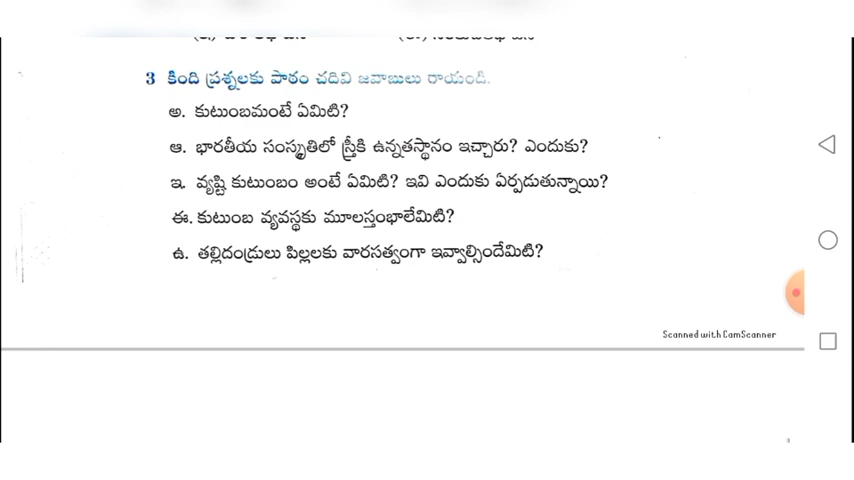 3 కింది ప్రశ్నలకు పాఠం చదివి జవాబులు రాయండి.
అ. కుటుంబమంటే ఏమిటి?
ఆ. భారతీయ సంస్కృతిలో స్త్రీకి ఉన్నతస్థానం ఇచ్చారు? ఎందుకు?
ఇ. వ్యష్టి కుటుంబం అంటే ఏమిటి? ఇవి ఎందుకు ఏర్పడుతున్నాయి?
ఈ. కుటుంబ వ్యవస్థకు మూలస్తంభాలేమిటి?
ఉ. తల్లిదండ్రులు పిల్లలకు వారసత్వంగా ఇవ్వాల్సిందేమిటి?
Scanned with CamScanner